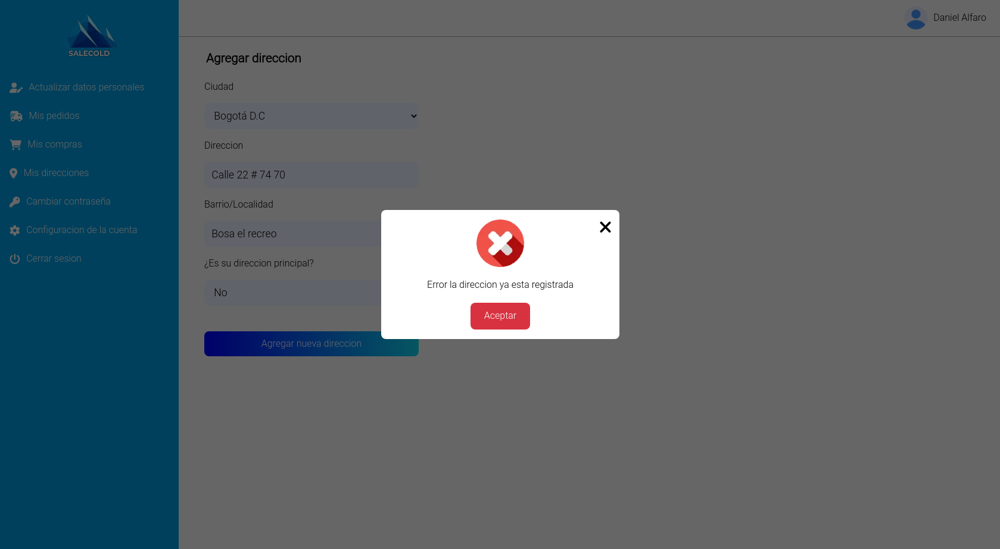 SALECOLD
Actualizar datos personales
Mis pedidos
Mis compras
Mis direcciones
Cambiar contraseña
Configuracion de la cuenta
Cerrar sesion
Daniel Alfaro
Agregar direccion
Ciudad
Bogotá D.C
Direccion
Calle 22 # 74 70
Barrio/Localidad
Bosa el recreo
¿Es su direccion principal?
No
Agregar nueva direccion
Error la direccion ya esta registrada
Aceptar